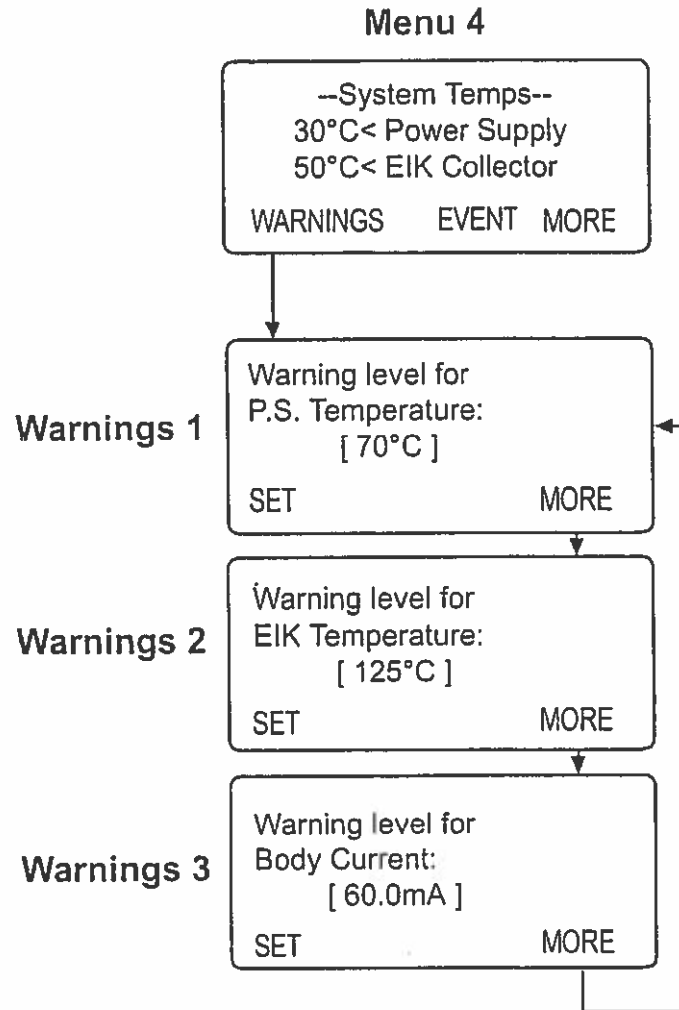 Menu 4
--System Temps--
30°C< Power Supply
50°C< EIK Collector
WARNINGS EVENT MORE
Warnings 1
Warning level for
P.S. Temperature:
[ 70°C ]
SET MORE
Warnings 2
Warning level for
EIK Temperature:
[ 125°C ]
SET MORE
Warnings 3
Warning level for
Body Current:
[ 60.0mA ]
SET MORE